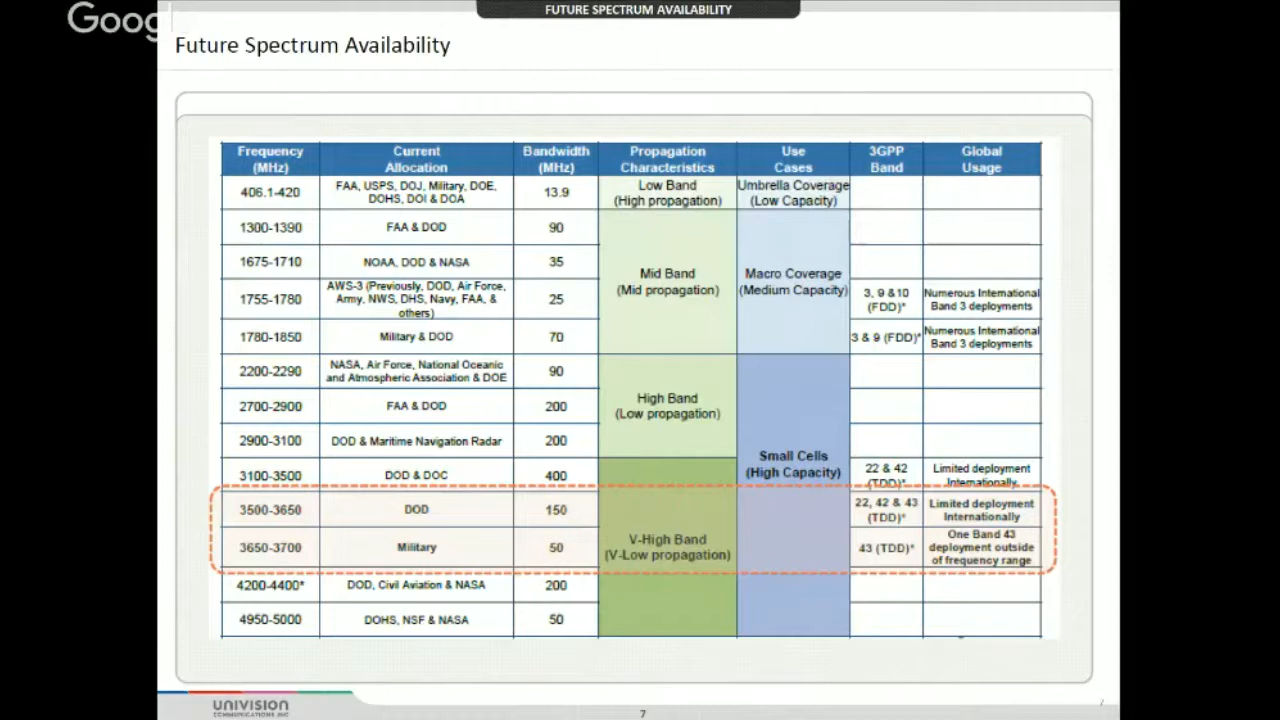 FUTURE SPECTRUM AVAILABILITY
Goog
Future Spectrum Availability
Frequency (MHz) Current Allocation Bandwidth (MHz) Propagation Characteristics Use Cases 3GPP Band Global Usage
406.1-420 FAA, USPS, DOJ, Military, DOE, DOHS, DOI & DOA 13.9 Low Band (High propagation) Umbrella Coverage (Low Capacity)
1300-1390 FAA & DOD 90
1675-1710 NOAA, DOD & NASA 35
Mid Band (Mid propagation) Macro Coverage (Medium Capacity)
1755-1780 AWS-3 (Previously, DOD, Air Force, Army, NWS, DHS, Navy, FAA, & others) 25 3, 9 &10 (FDD)* Numerous International Band 3 deployments
1780-1850 Military & DOD 70 3 & 9 (FDD)* Numerous International Band 3 deployments
2200-2290 NASA, Air Force, National Oceanic and Atmospheric Association & DOE 90
2700-2900 FAA & DOD 200 High Band (Low propagation)
2900-3100 DOD & Maritime Navigation Radar 200
Small Cells (High Capacity)
3100-3500 DOD & DOC 400 22 & 42 (TDD)* Limited deployment Internationally
3500-3650 DOD 150 22, 42 & 43 (TDD)* Limited deployment Internationally
3650-3700 Military 50 V-High Band (V-Low propagation) 43 (TDD)* One Band 43 deployment outside of frequency range
4200-4400* DOD, Civil Aviation & NASA 200
4950-5000 DOHS, NSF & NASA 50
UNIVISION
COMMUNICATIONS INC
7
7